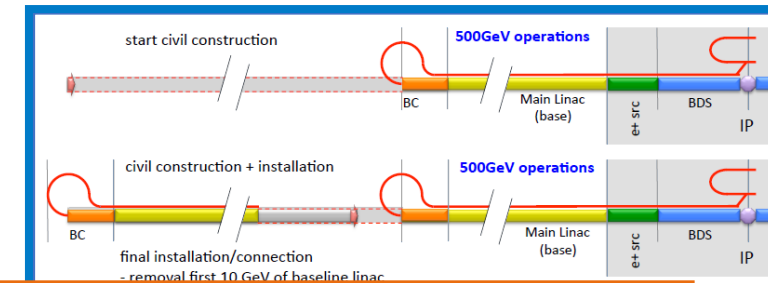 start civil construction
500GeV operations
BC
Main Linac
(base)
e+ src
BDS
IP
civil construction + installation
500GeV operations
BC
Main Linac
(base)
e+ src
BDS
IP
final installation/connection
- removal first 10 GeV of baseline linac